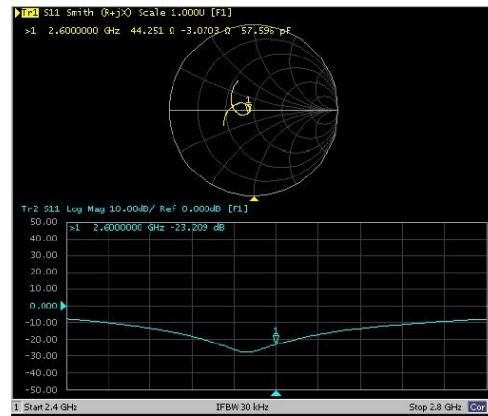 Tr1 S11 Smith (R+jX) Scale 1.000U [F1]
>1 2.6000000 GHz 44.251 Ω -3.0703 Ω 57.596 pF
1
Tr2 S11 Log Mag 10.00dB/ Ref 0.000dB [F1]
50.00
>1 2.6000000 GHz -23.209 dB
40.00
30.00
20.00
10.00
0.000
-10.00
1
-20.00
-30.00
-40.00
-50.00
1 Start 2.4 GHz IFBW 30 kHz Stop 2.8 GHz Cor